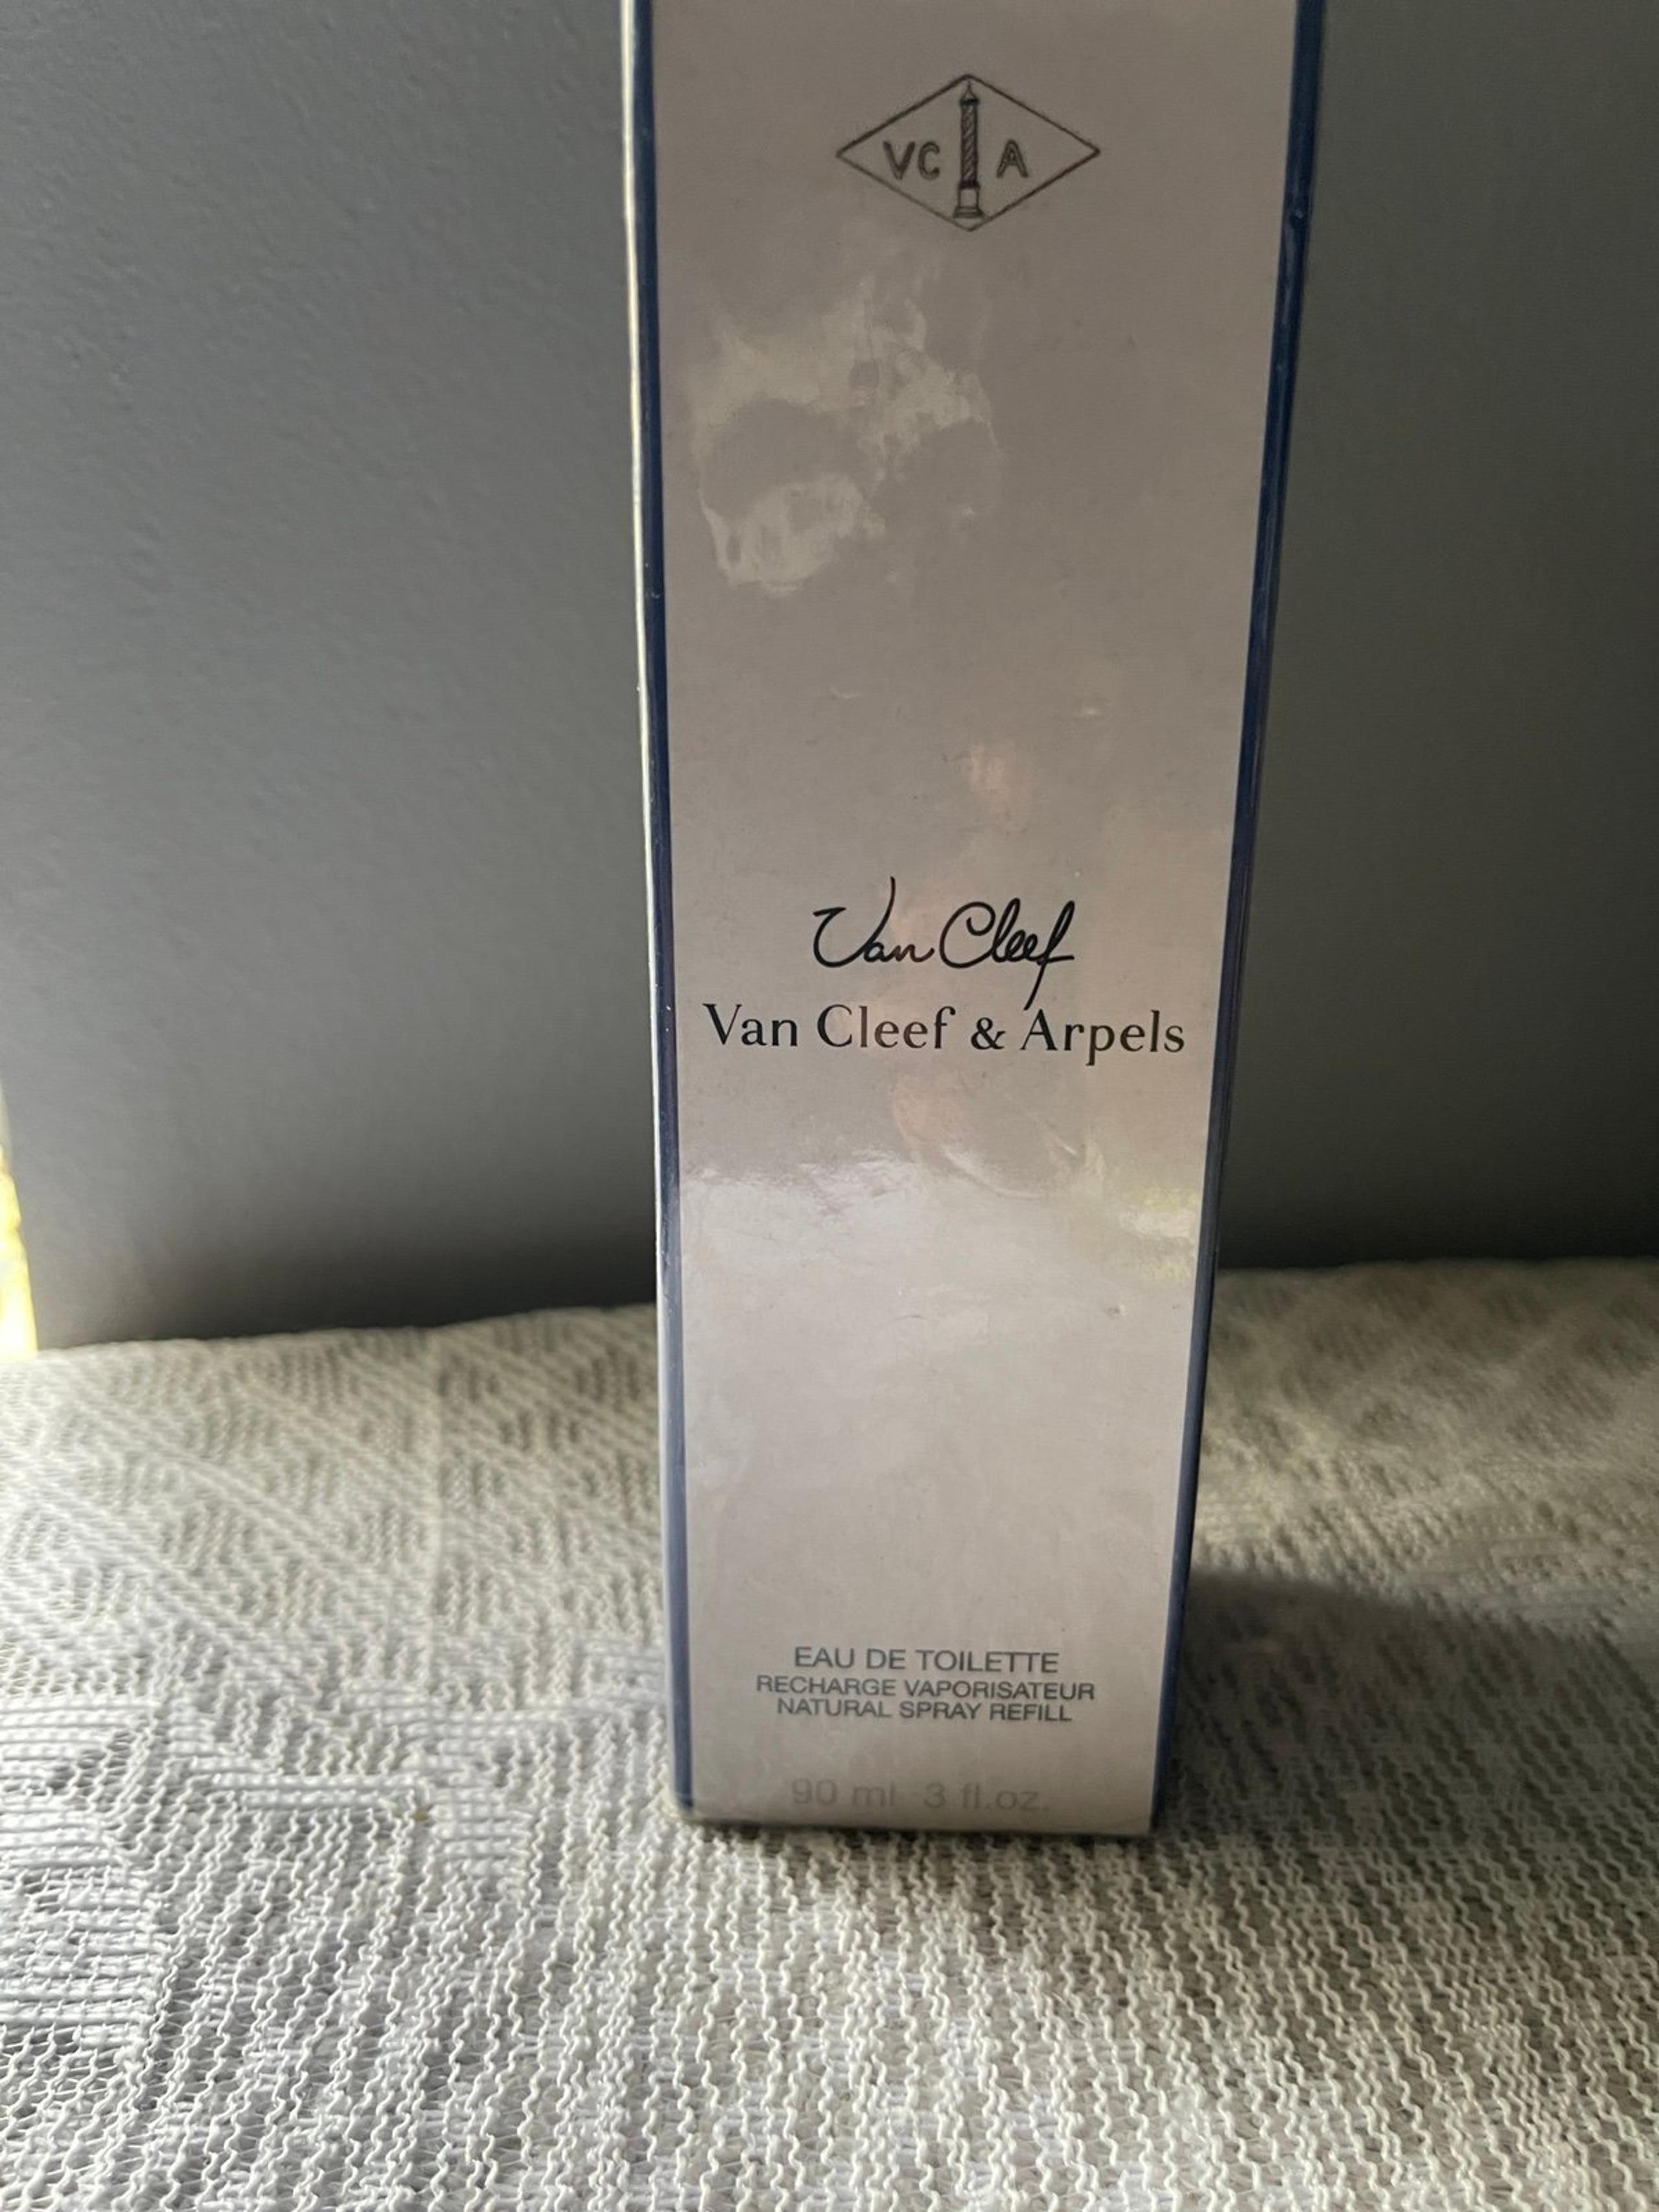 VC A
Van Cleef
Van Cleef & Arpels
EAU DE TOILETTE
RECHARGE VAPORISATEUR
NATURAL SPRAY REFILL
90 ml 3 fl.oz.